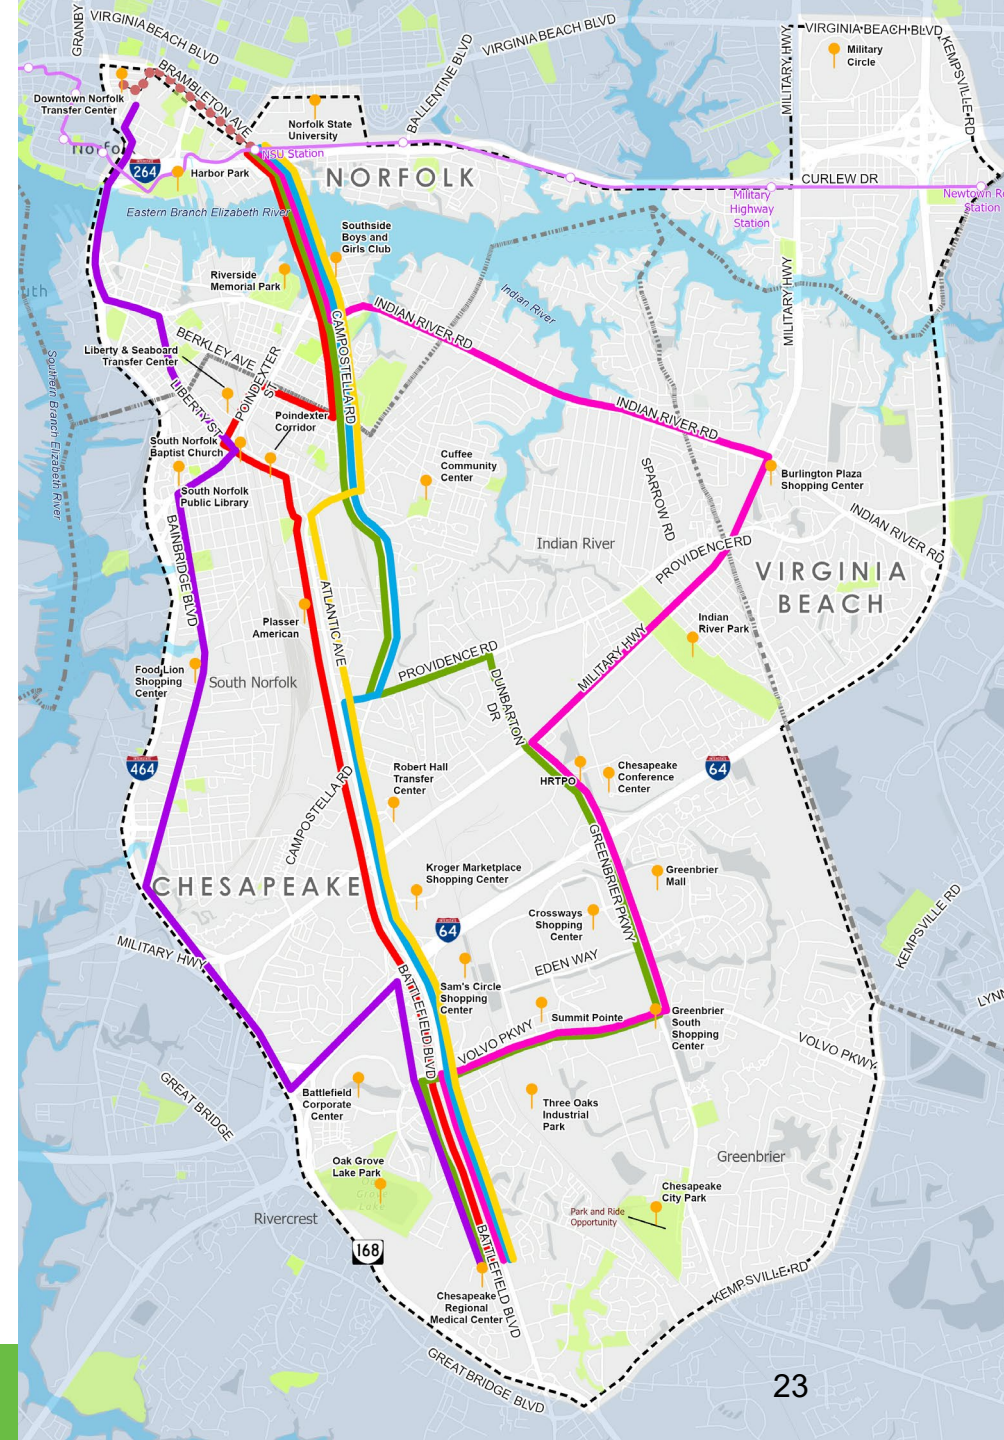 VIRGINIA BEACH BLVD
GRANBY
VIRGINIA BEACH BLVD
VIRGINIA BEACH BLVD
MILITARY HWY
KEMPSVILLE RD
Military
Circle
BALLENTINE BLVD
BRAMBLETON AVE
Downtown Norfolk
Transfer Center
Norfolk State
University
NSU Station
264
Harbor Park
NORFOLK
CURLEW DR
Military
Highway
Station
Station
Eastern Branch Elizabeth River
Southside
Boys and
Girls Club
MILITARY HWY
Riverside
Memorial Park
Indian River
INDIAN RIVER RD
CAMPOSTELLA RD
BERKLEY AVE
Liberty & Seaboard
Transfer Center
POINDEXTER
ST
LIBERTY ST
Southern Branch Elizabeth River
Poindexter
Corridor
INDIAN RIVER RD
South Norfolk
Baptist Church
Cuffee
Community
Center
Burlington Plaza
Shopping Center
South Norfolk
Public Library
SPARROW RD
INDIAN RIVER RD
BAINBRIDGE BLVD
Indian River
PROVIDENCE RD
VIRGINIA
BEACH
ATLANTIC AVE
Plasser
American
Indian
River Park
MILITARY HWY
PROVIDENCE RD
Food Lion
Shopping
Center
South Norfolk
DUNBARTON
DR
464
Robert Hall
Transfer
Center
HRTPO
Chesapeake
Conference
Center
64
CAMPOSTELLA RD
GREENBRIER PKWY
Kroger Marketplace
Shopping Center
Greenbrier
Mall
CHESAPEAKE
Crossways
Shopping
Center
64
KEMPSVILLE RD
MILITARY HWY
EDEN WAY
BATTLEFIELD BLVD
Sam's Circle
Shopping
Center
Summit Pointe
Greenbrier
South
Shopping
Center
VOLVO PKWY
VOLVO PKWY
GREAT BRIDGE
Battlefield
Corporate
Center
Three Oaks
Industrial
Park
Greenbrier
Oak Grove
Lake Park
Oak
Grove
Lake
Chesapeake
City Park
Park and Ride
Opportunity
Rivercrest
168
BATTLEFIELD BLVD
KEMPSVILLE RD
Chesapeake
Regional
Medical Center
GREAT BRIDGE BLVD
23